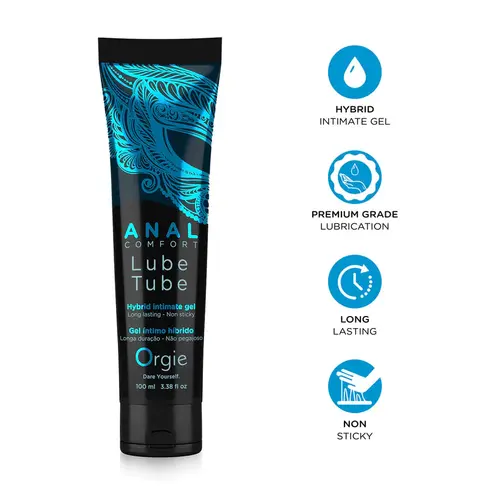 ANAL
COMFORT
Lube
Tube
Hybrid intimate gel
Long lasting - Non sticky
Gel íntimo híbrido
Longa duração - Não pegajoso
Orgie
Dare Yourself.
100 ml 3.38 fl oz
HYBRID
INTIMATE GEL
PREMIUM GRADE
LUBRICATION
LONG
LASTING
NON
STICKY